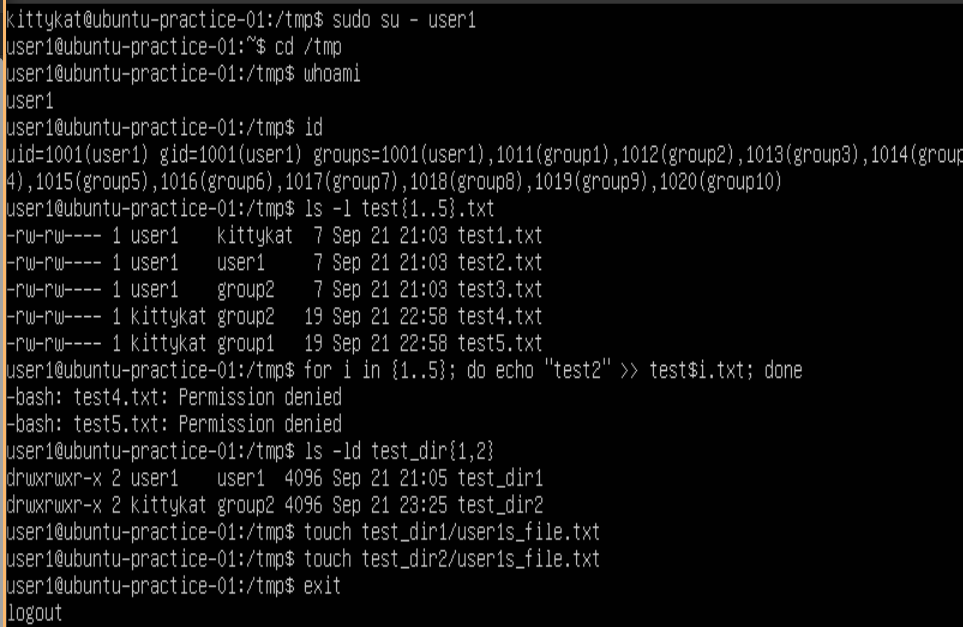 kittykat@ubuntu-practice-01:/tmp$ sudo su - user1
user1@ubuntu-practice-01:~$ cd /tmp
user1@ubuntu-practice-01:/tmp$ whoami
user1
user1@ubuntu-practice-01:/tmp$ id
uid=1001(user1) gid=1001(user1) groups=1001(user1),1011(group1),1012(group2),1013(group3),1014(group
4),1015(group5),1016(group6),1017(group7),1018(group8),1019(group9),1020(group10)
user1@ubuntu-practice-01:/tmp$ ls -l test{1..5}.txt
-rw-rw---- 1 user1    kittykat  7 Sep 21 21:03 test1.txt
-rw-rw---- 1 user1    user1     7 Sep 21 21:03 test2.txt
-rw-rw---- 1 user1    group2    7 Sep 21 21:03 test3.txt
-rw-rw---- 1 kittykat group2   19 Sep 21 22:58 test4.txt
-rw-rw---- 1 kittykat group1   19 Sep 21 22:58 test5.txt
user1@ubuntu-practice-01:/tmp$ for i in {1..5}; do echo "test2" >> test$i.txt; done
-bash: test4.txt: Permission denied
-bash: test5.txt: Permission denied
user1@ubuntu-practice-01:/tmp$ ls -ld test_dir{1,2}
drwxrwxr-x 2 user1    user1  4096 Sep 21 21:05 test_dir1
drwxrwxr-x 2 kittykat group2 4096 Sep 21 23:25 test_dir2
user1@ubuntu-practice-01:/tmp$ touch test_dir1/user1s_file.txt
user1@ubuntu-practice-01:/tmp$ touch test_dir2/user1s_file.txt
user1@ubuntu-practice-01:/tmp$ exit
logout